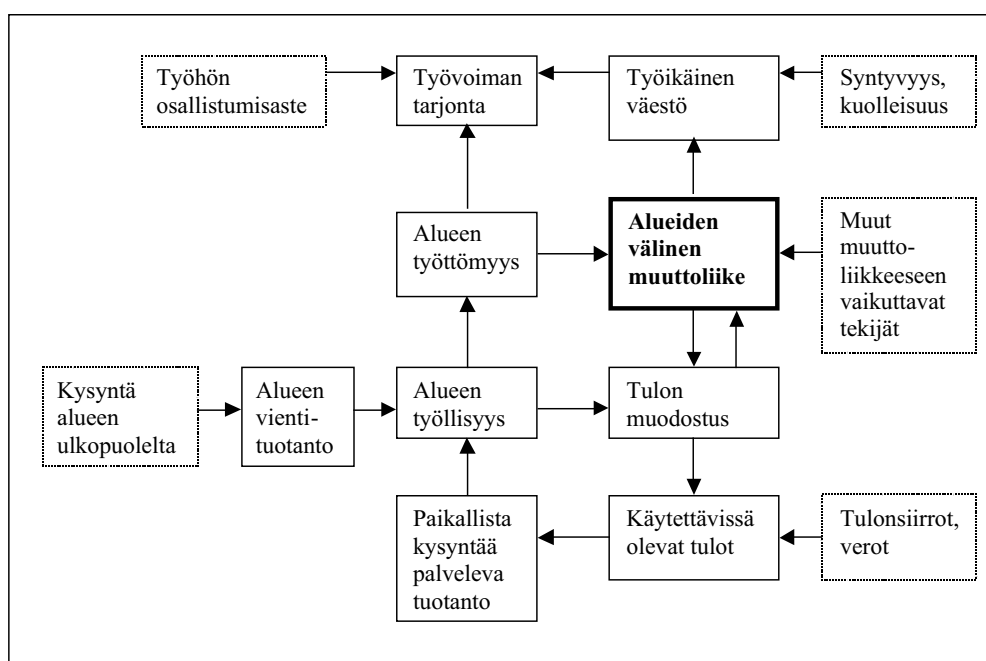 Työhön
osallistumisaste
Työvoiman
tarjonta
Työikäinen
väestö
Syntyvyys,
kuolleisuus
Alueen
työttömyys
Alueiden
välinen
muuttoliike
Muut
muutto-
liikkeeseen
vaikuttavat
tekijät
Kysyntä
alueen
ulkopuolelta
Alueen
vienti-
tuotanto
Alueen
työllisyys
Tulon
muodostus
Paikallista
kysyntää
palveleva
tuotanto
Käytettävissä
olevat tulot
Tulonsiirrot,
verot